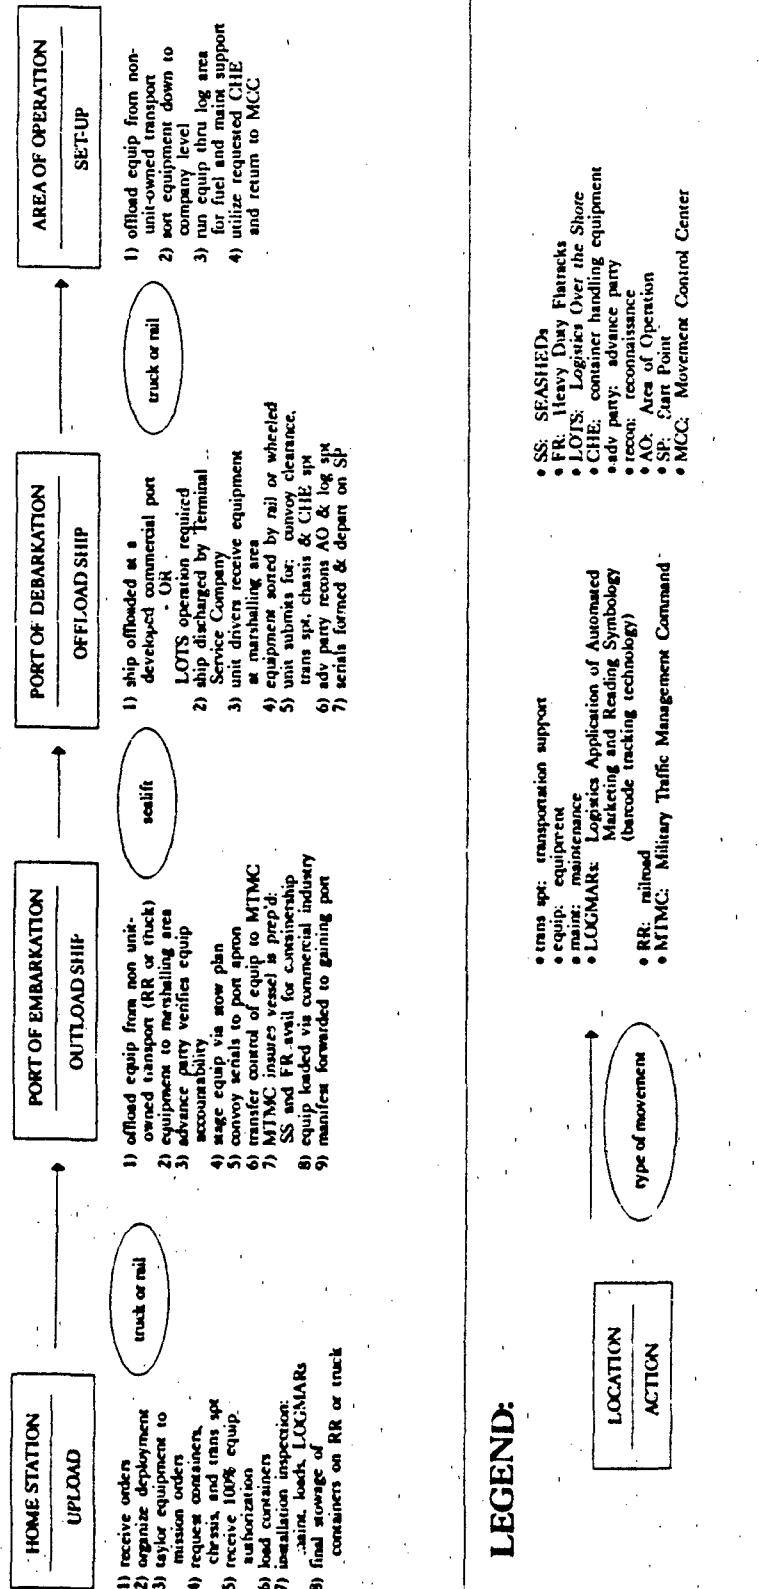 HOME STATION
UPLOAD
1) receive orders
2) organize deployment
3) taylor equipment to
mission orders
4) request containers,
chassis, and trans spt
5) receive 100% equip
authorization
6) load containers
7) installation inspection:
maint, loads, LOGMARs
8) final stowage of
containers on RR or truck
truck or rail
PORT OF EMBARKATION
OUTLOAD SHIP
1) offload equip from non unit-
owned transport (RR or truck)
2) equipment to marshalling area
3) advance party verifies equip
accountability
4) stage equip via stow plan
5) convoy serials to port apron
6) transfer control of equip to MTMC
7) MTMC insures vessel is prep'd:
SS and FR avail for containership
8) equip loaded via commercial industry
9) manifest forwarded to gaining port
sealift
PORT OF DEBARKATION
OFFLOAD SHIP
1) ship offloaded at a
developed commercial port
- OR
LOTS operation required
2) ship discharged by Terminal
Service Company
3) unit drivers receive equipment
at marshalling area
4) equipment sorted by rail or wheeled
5) unit submits for: convoy clearance,
trans spt, chassis & CHE spt
6) adv party recons AO & log spt
7) serials formed & depart on SP
truck or rail
AREA OF OPERATION
SET-UP
1) offload equip from non-
unit-owned transport
2) sort equipment down to
company level
3) run equip thru log area
for fuel and maint support
4) utilize requested CHE
and return to MCC
LEGEND:
LOCATION
ACTION
type of movement
• trans spt: transportation support
• equip: equipment
• maint: maintenance
• LOGMARs: Logistics Application of Automated
Marketing and Reading Symbology
(barcode tracking technology)
• RR: railroad
• MTMC: Military Traffic Management Command
• SS: SEASHEDs
• FR: Heavy Duty Flatracks
• LOTS: Logistics Over the Shore
• CHE: container handling equipment
• adv party: advance party
• recon: reconnaissance
• AO: Area of Operation
• SP: Start Point
• MCC: Movement Control Center